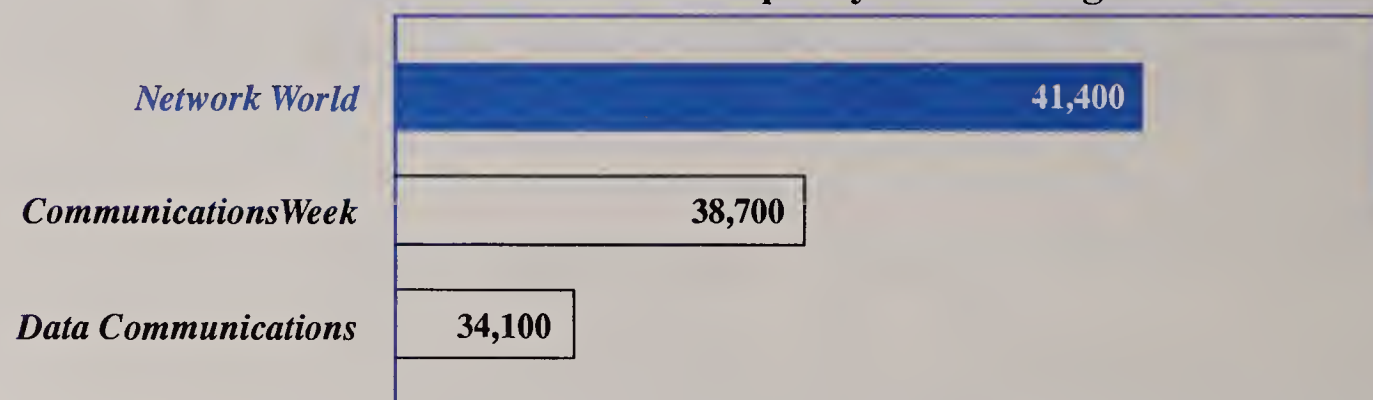 Network World 41,400
CommunicationsWeek 38,700
Data Communications 34,100